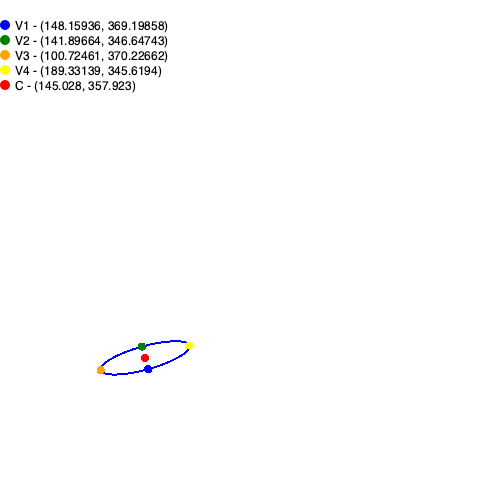 V1 - (148.15936, 369.19858)
V2 - (141.89664, 346.64743)
V3 - (100.72461, 370.22662)
V4 - (189.33139, 345.6194)
C - (145.028, 357.923)